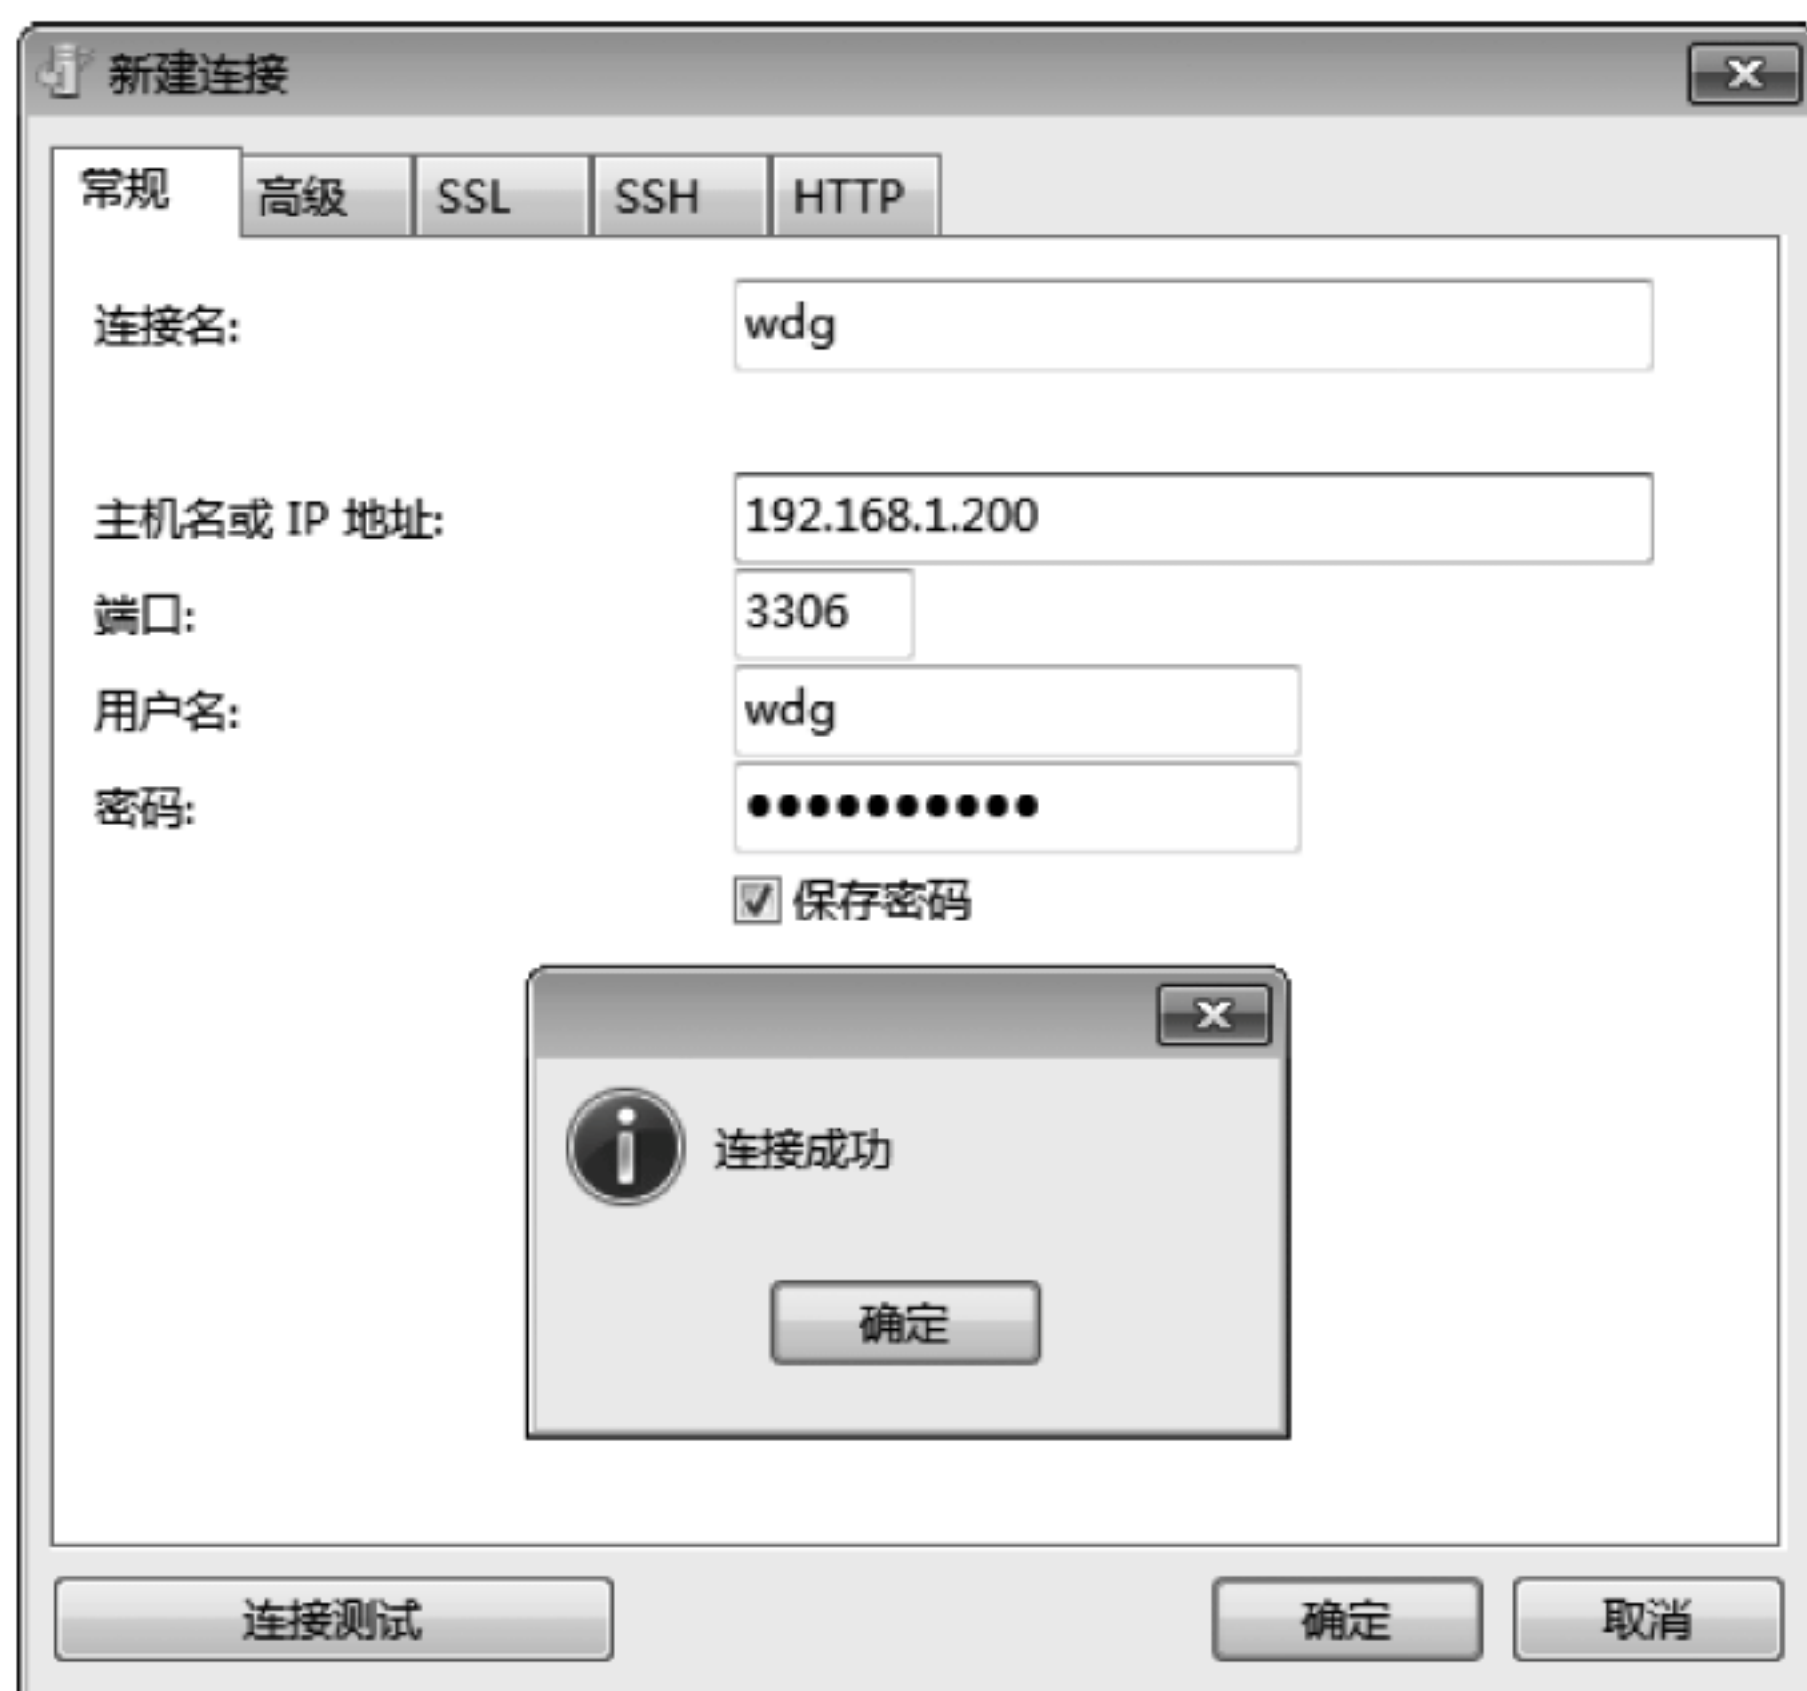 新建连接
常规 高级 SSL SSH HTTP
连接名: wdg
主机名或 IP 地址: 192.168.1.200
端口: 3306
用户名: wdg
密码: ●●●●●●●●●●
保存密码
连接成功
确定
连接测试 确定 取消